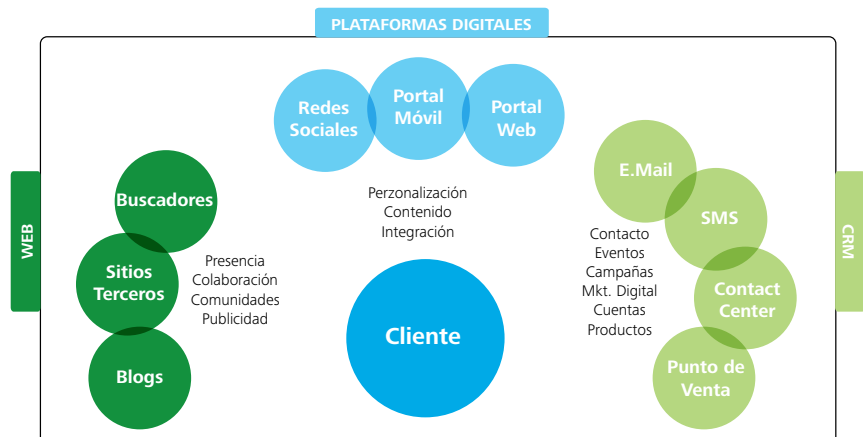 PLATAFORMAS DIGITALES
Redes
Sociales
Portal
Móvil
Portal
Web
WEB
Buscadores
Sitios
Terceros
Blogs
Presencia
Colaboración
Comunidades
Publicidad
Perzonalización
Contenido
Integración
Cliente
Contacto
Eventos
Campañas
Mkt. Digital
Cuentas
Productos
E.Mail
SMS
Contact
Center
Punto de
Venta
CRM